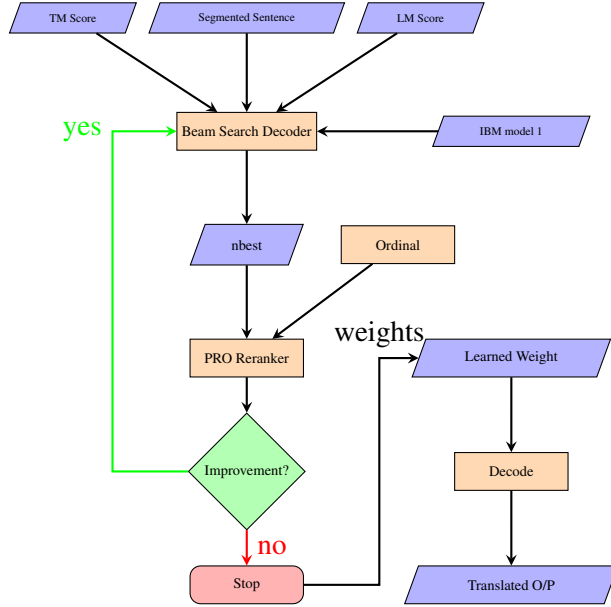 TM Score
Segmented Sentence
LM Score
yes
Beam Search Decoder
IBM model 1
nbest
Ordinal
weights
PRO Reranker
Learned Weight
Improvement?
Decode
no
Stop
Translated O/P